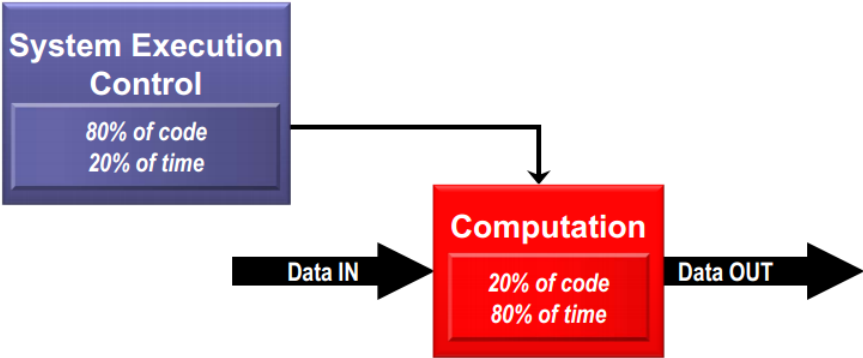 System Execution
Control
80% of code
20% of time
Computation
Data IN
20% of code
80% of time
Data OUT